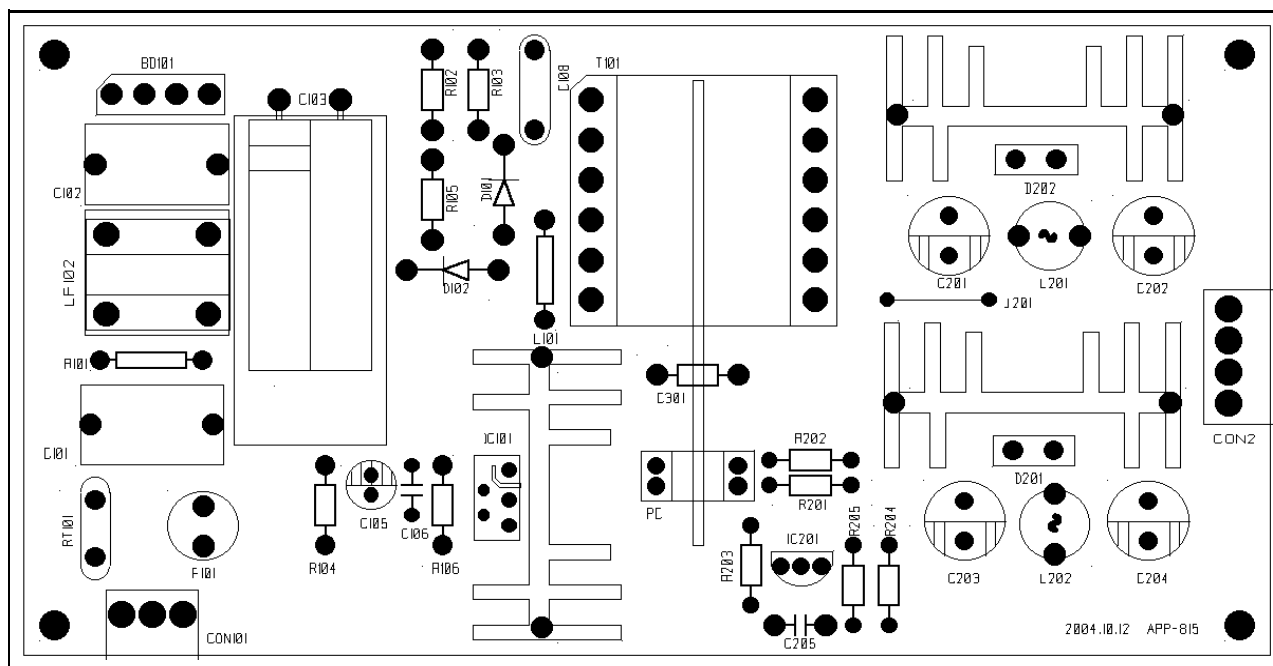 BD101
C103
R102
R103
C108
T101
C102
R105
D101
D202
LF102
D102
C201
L201
C202
J201
L101
R101
C301
CON2
C101
IC101
R202
D201
RT101
C105
C106
PC
R201
R205
R204
F101
R104
R106
R203
IC201
C203
L202
C204
CON101
C205
2004.10.12 APP-815